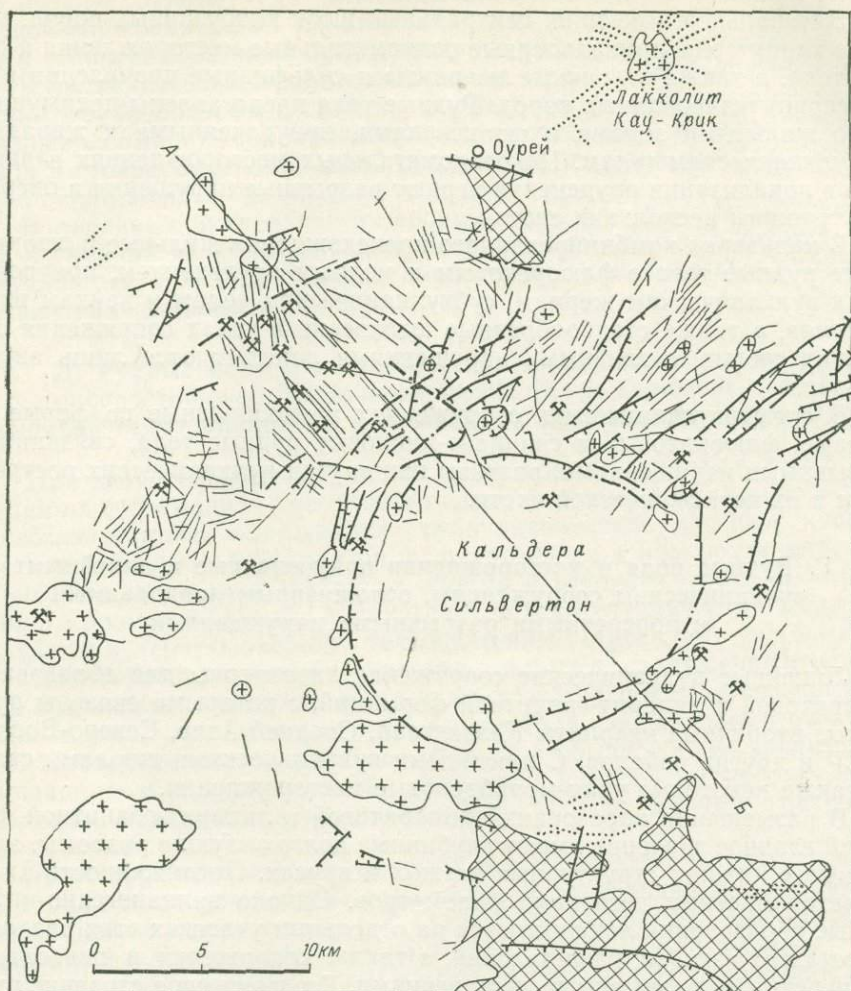 Лакколит
Кау-Крик
Оурей
А
Кальдера
Сильвертон
Б
0 5 10км